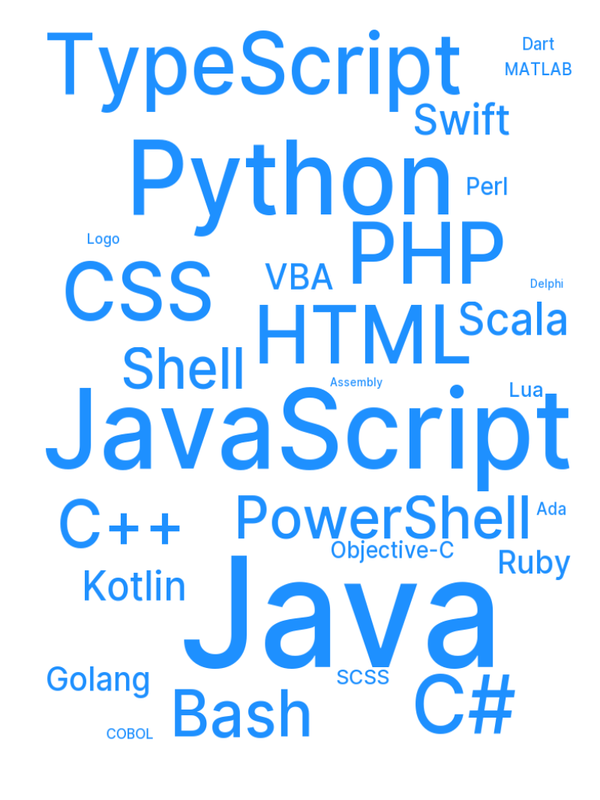 TypeScript
Dart
MATLAB
Swift
Python
Perl
PHP
Logo
CSS
VBA
Delphi
HTML
Scala
Shell
Assembly
Lua
JavaScript
C++
PowerShell
Ada
Objective-C
Ruby
Kotlin
Java
Golang
SCSS
C#
Bash
COBOL